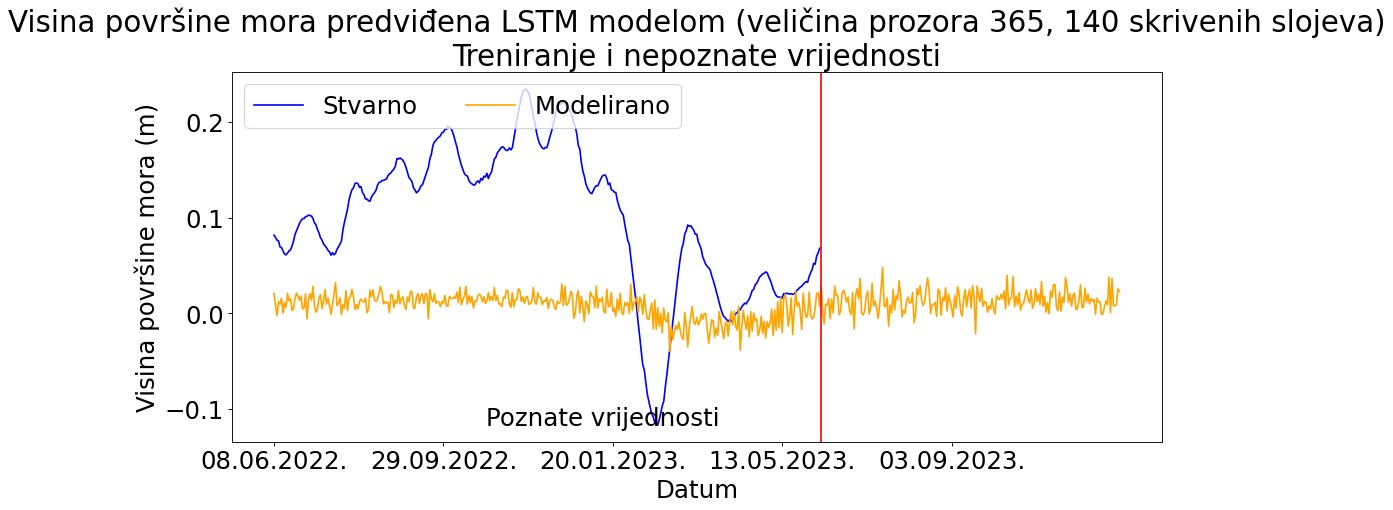 Visina površine mora predviđena LSTM modelom (veličina prozora 365, 140 skrivenih slojeva)
Treniranje i nepoznate vrijednosti
Stvarno
Modelirano
Visina površine mora (m)
0.2
0.1
0.0
−0.1
Poznate vrijednosti
08.06.2022.
29.09.2022.
20.01.2023.
13.05.2023.
03.09.2023.
Datum